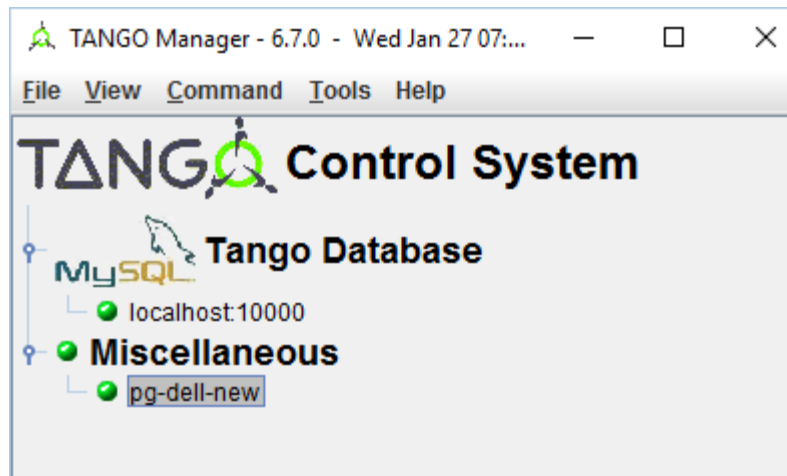 TANGO Manager - 6.7.0 - Wed Jan 27 07:...
File View Command Tools Help
TANGO Control System
MySQL Tango Database
localhost:10000
Miscellaneous
pg-dell-new